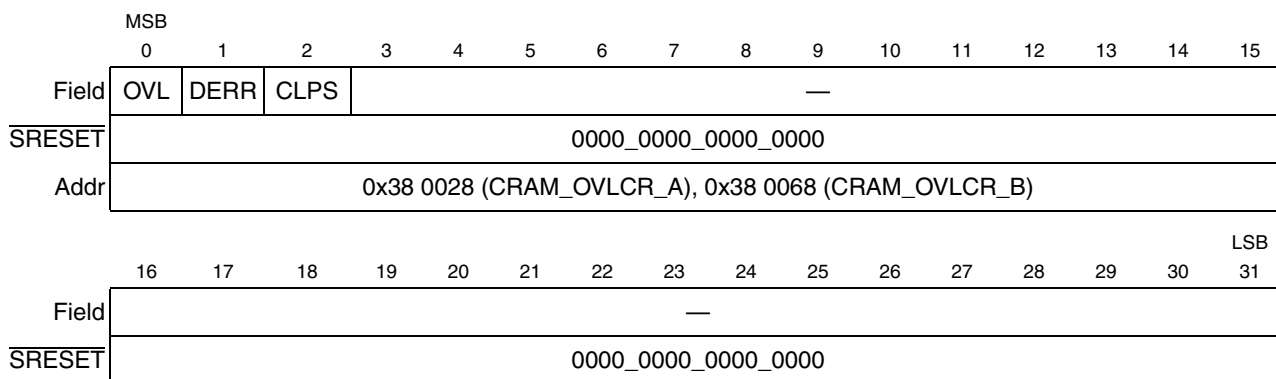 MSB
0 1 2 3 4 5 6 7 8 9 10 11 12 13 14 15
Field OVL DERR CLPS —
SRESET 0000_0000_0000_0000
Addr 0x38 0028 (CRAM_OVLCR_A), 0x38 0068 (CRAM_OVLCR_B)
LSB
16 17 18 19 20 21 22 23 24 25 26 27 28 29 30 31
Field —
SRESET 0000_0000_0000_0000